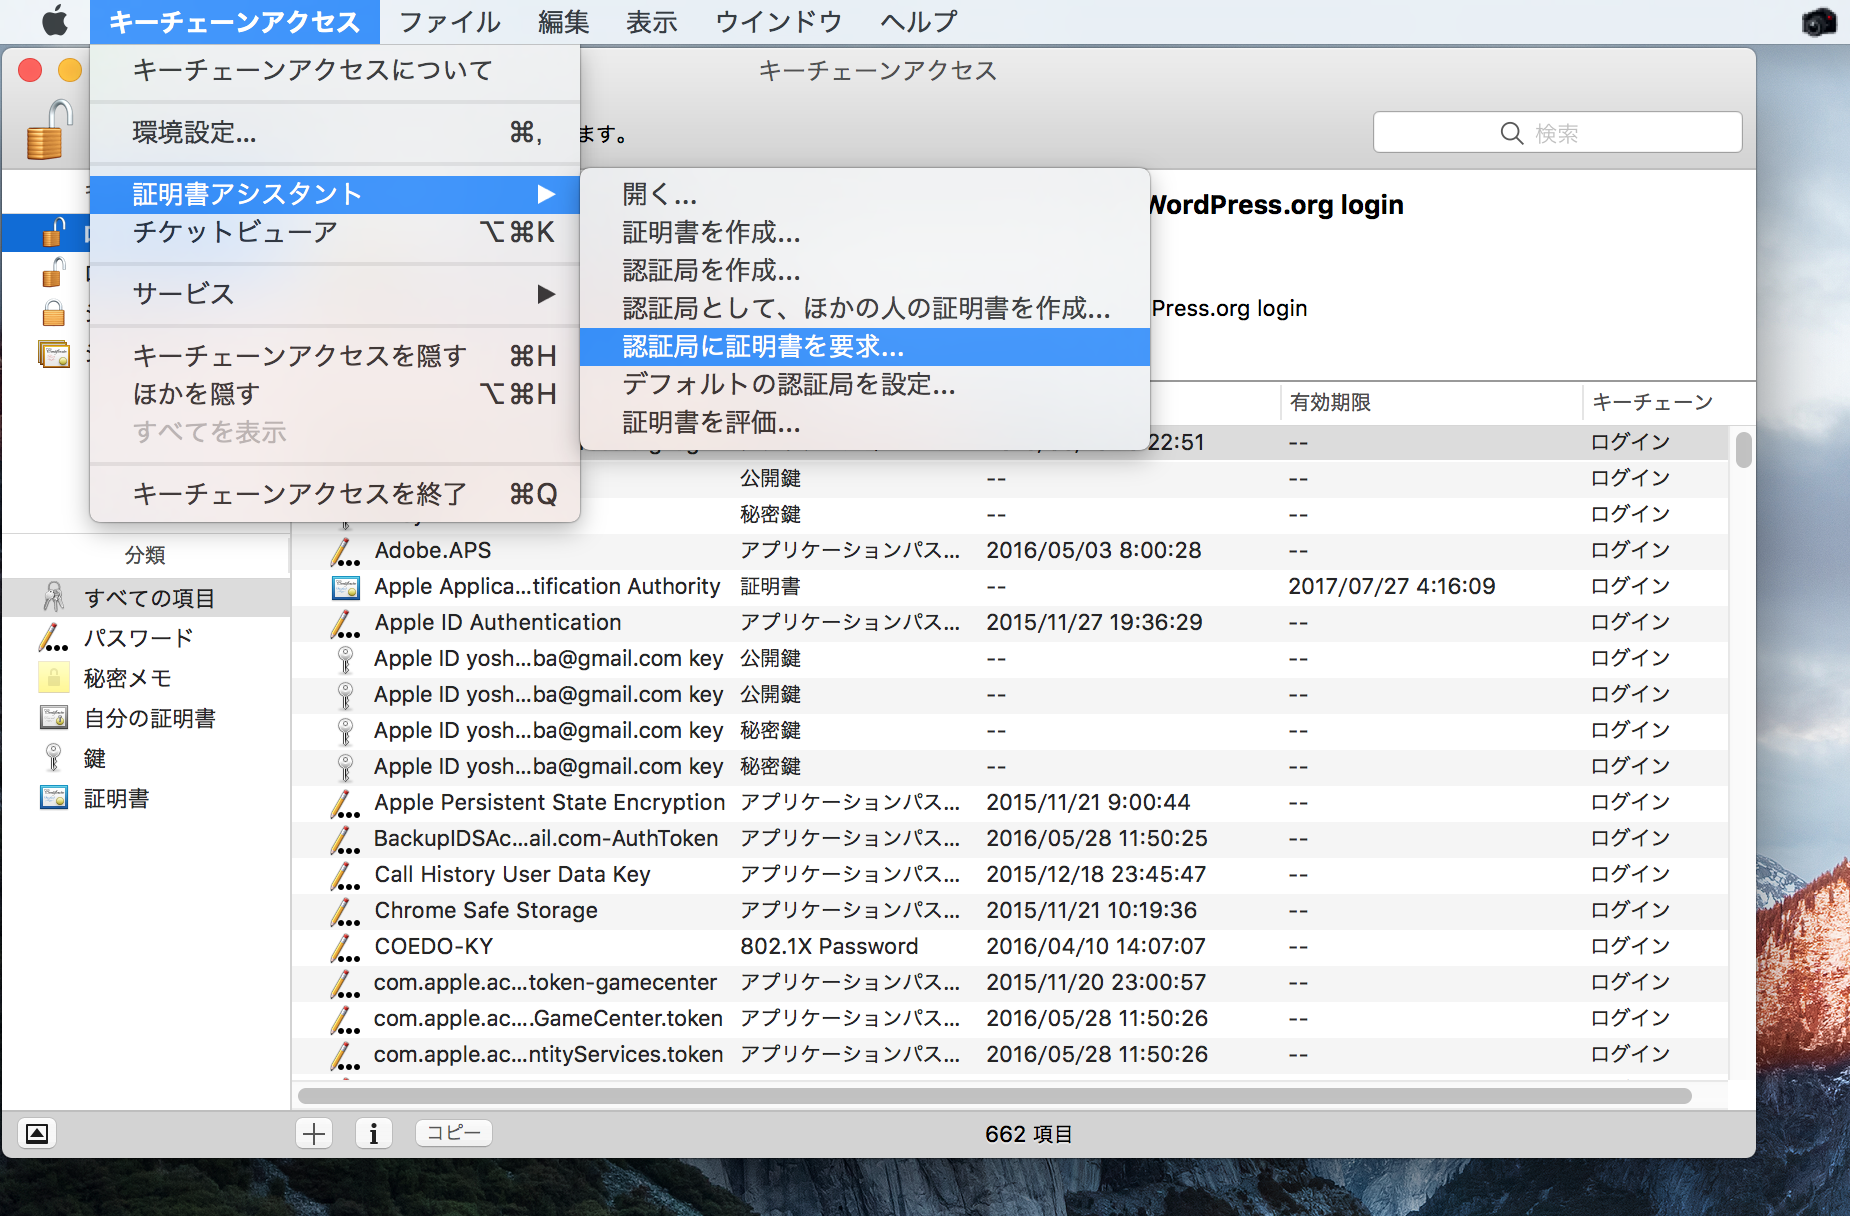 キーチェーンアクセス ファイル 編集 表示 ウインドウ ヘルプ
キーチェーンアクセスについて
環境設定... ⌘,
証明書アシスタント ▶
チケットビューア ⌥⌘K
サービス ▶
キーチェーンアクセスを隠す ⌘H
ほかを隠す ⌥⌘H
すべてを表示
キーチェーンアクセスを終了 ⌘Q
開く...
証明書を作成...
認証局を作成...
認証局として、ほかの人の証明書を作成...
認証局に証明書を要求...
デフォルトの認証局を設定...
証明書を評価...
キーチェーンアクセス
ます。
検索
WordPress.org login
Press.org login
有効期限 キーチェーン
22:51 -- ログイン
公開鍵 -- -- ログイン
秘密鍵 -- -- ログイン
Adobe.APS アプリケーションパス... 2016/05/03 8:00:28 -- ログイン
Apple Applica...tification Authority 証明書 -- 2017/07/27 4:16:09 ログイン
Apple ID Authentication アプリケーションパス... 2015/11/27 19:36:29 -- ログイン
Apple ID yosh...ba@gmail.com key 公開鍵 -- -- ログイン
Apple ID yosh...ba@gmail.com key 公開鍵 -- -- ログイン
Apple ID yosh...ba@gmail.com key 秘密鍵 -- -- ログイン
Apple ID yosh...ba@gmail.com key 秘密鍵 -- -- ログイン
Apple Persistent State Encryption アプリケーションパス... 2015/11/21 9:00:44 -- ログイン
BackupIDSAc...ail.com-AuthToken アプリケーションパス... 2016/05/28 11:50:25 -- ログイン
Call History User Data Key アプリケーションパス... 2015/12/18 23:45:47 -- ログイン
Chrome Safe Storage アプリケーションパス... 2015/11/21 10:19:36 -- ログイン
COEDO-KY 802.1X Password 2016/04/10 14:07:07 -- ログイン
com.apple.ac...token-gamecenter アプリケーションパス... 2015/11/20 23:00:57 -- ログイン
com.apple.ac....GameCenter.token アプリケーションパス... 2016/05/28 11:50:26 -- ログイン
com.apple.ac...ntityServices.token アプリケーションパス... 2016/05/28 11:50:26 -- ログイン
分類
すべての項目
パスワード
秘密メモ
自分の証明書
鍵
証明書
コピー
662 項目